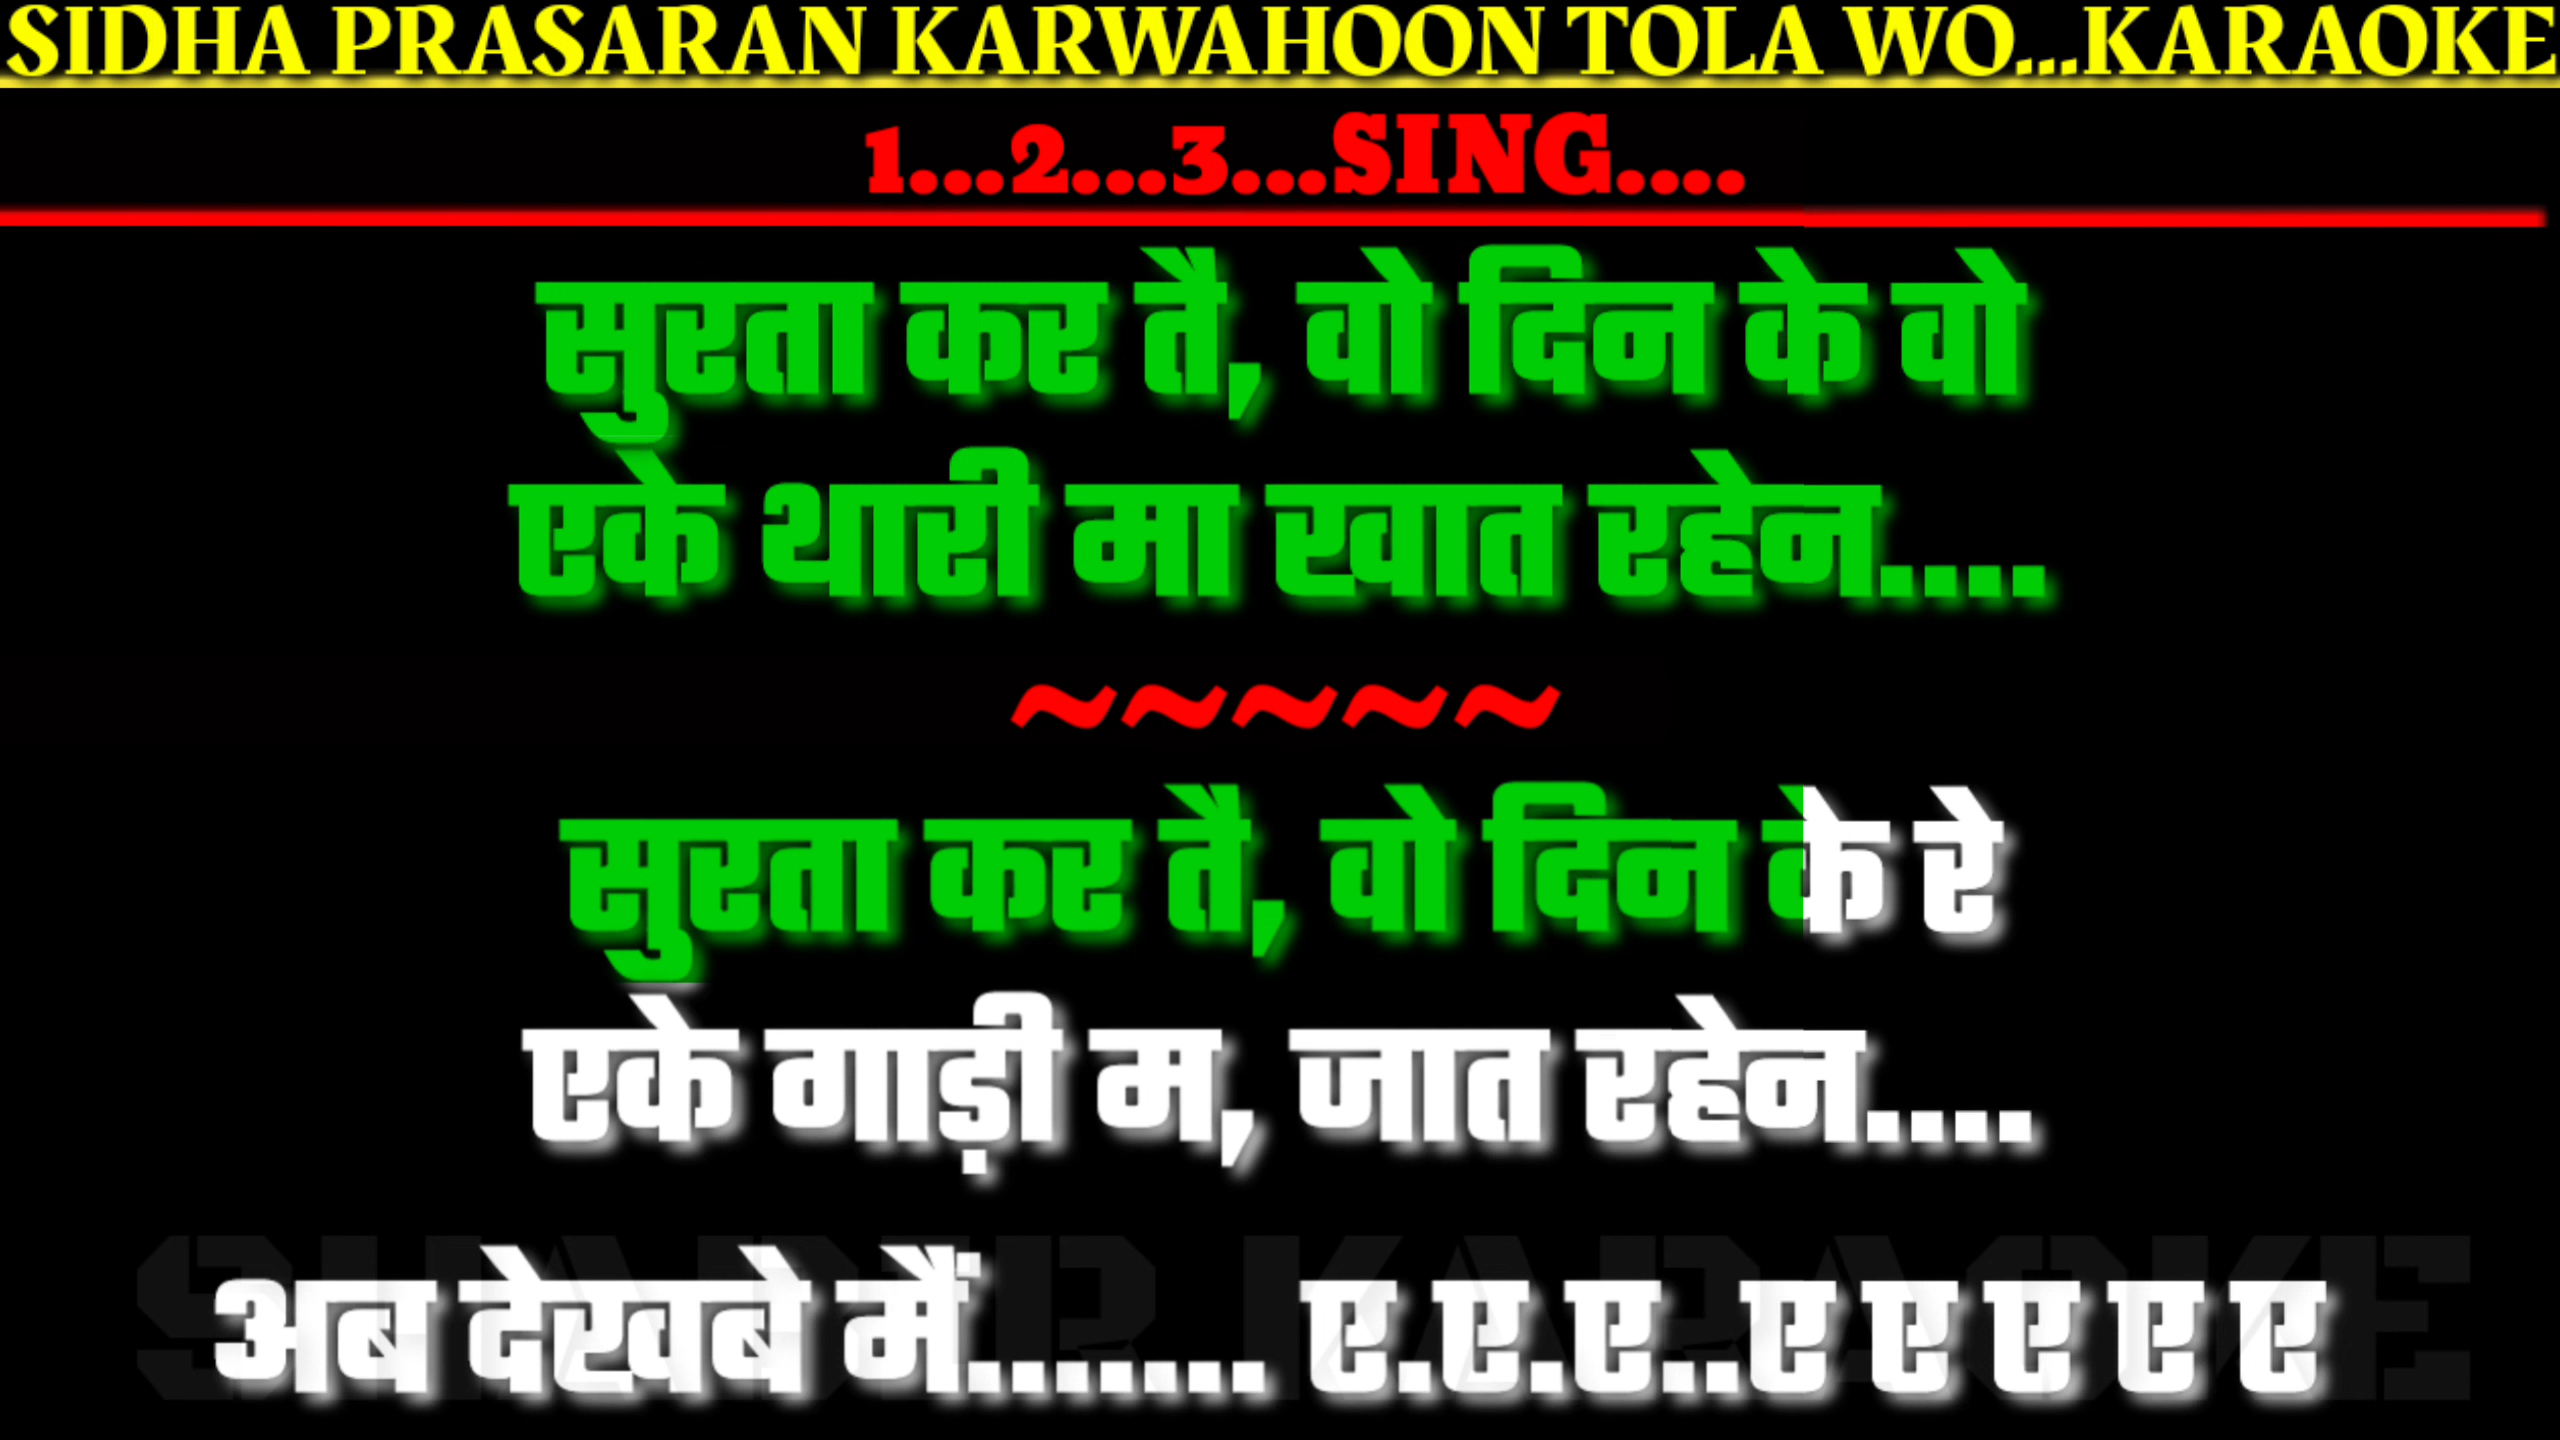 SIDHA PRASARAN KARWAHOON TOLA WO...KARAOKE
1...2...3...SING....
सुरता कर तै, वो दिन के वो
एके थारी मा खात रहेन....
~~~~~
सुरता कर तै, वो दिन के रे
एके गाड़ी म, जात रहेन....
अब देखबे मैं....... ए.ए.ए..ए ए ए ए ए